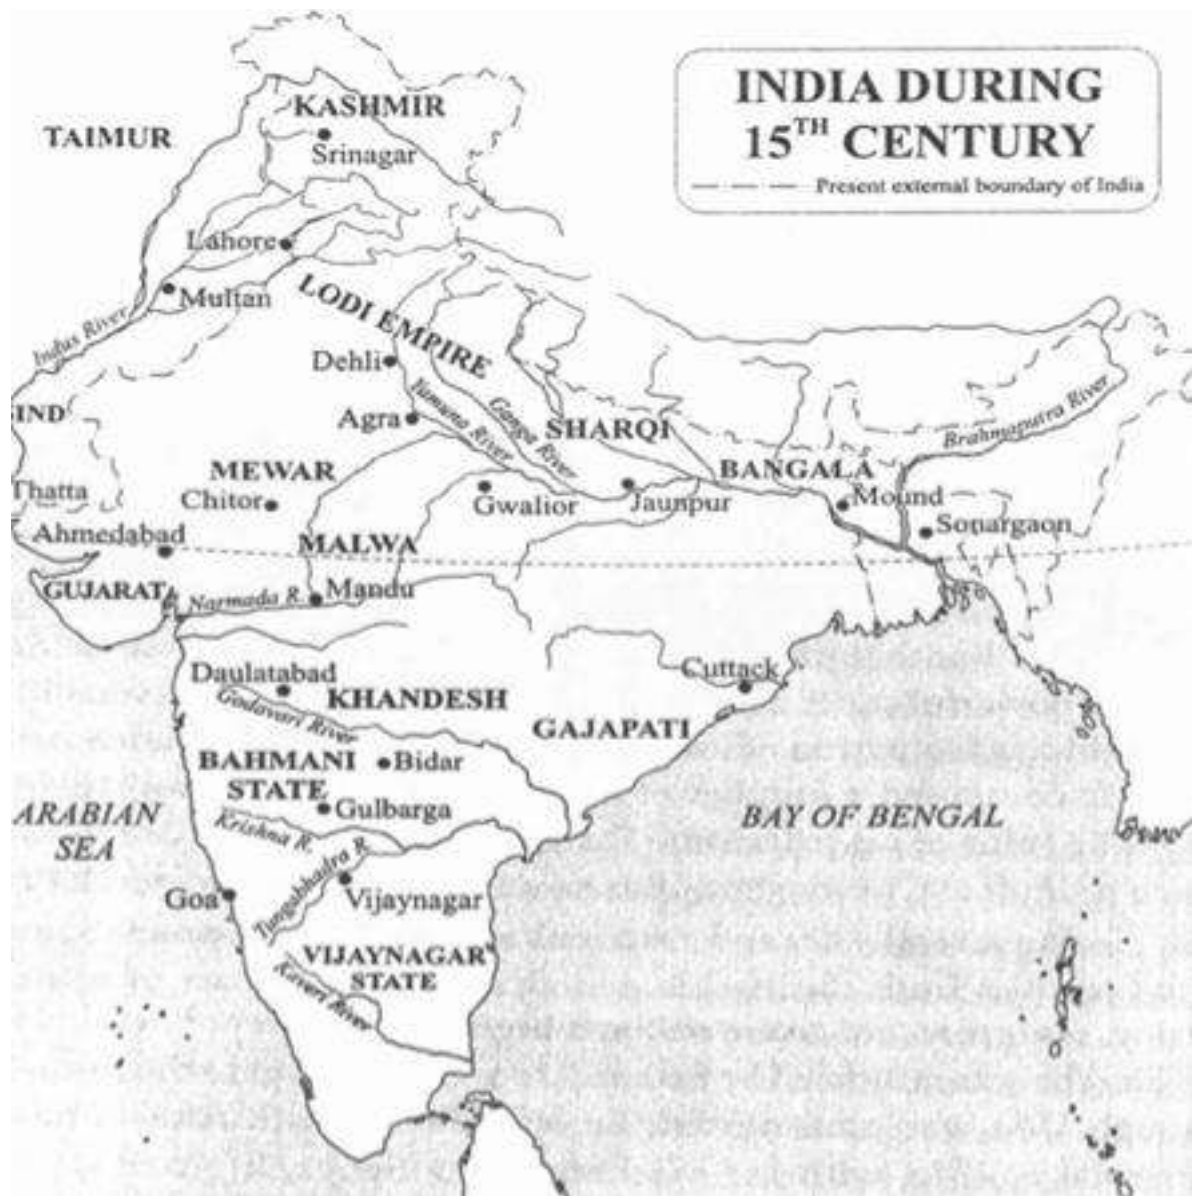 INDIA DURING
15TH CENTURY
Present external boundary of India
KASHMIR
TAIMUR
Srinagar
Lahore
Multan
LODI EMPIRE
Indus River
Dehli
Agra
Yamuna River
Ganga River
SHARQI
Brahmaputra River
IND
MEWAR
BANGALA
Thatta
Chitor
Gwalior
Jaunpur
Mound
Sonargaon
Ahmedabad
MALWA
GUJARAT
Narmada R.
Mandu
Daulatabad
Cuttack
KHANDESH
Godavari River
GAJAPATI
BAHMANI
STATE
Bidar
Gulbarga
ARABIAN
SEA
BAY OF BENGAL
Krishna R.
Tungabhadra R.
Goa
Vijaynagar
VIJAYNAGAR
STATE
Kaveri River